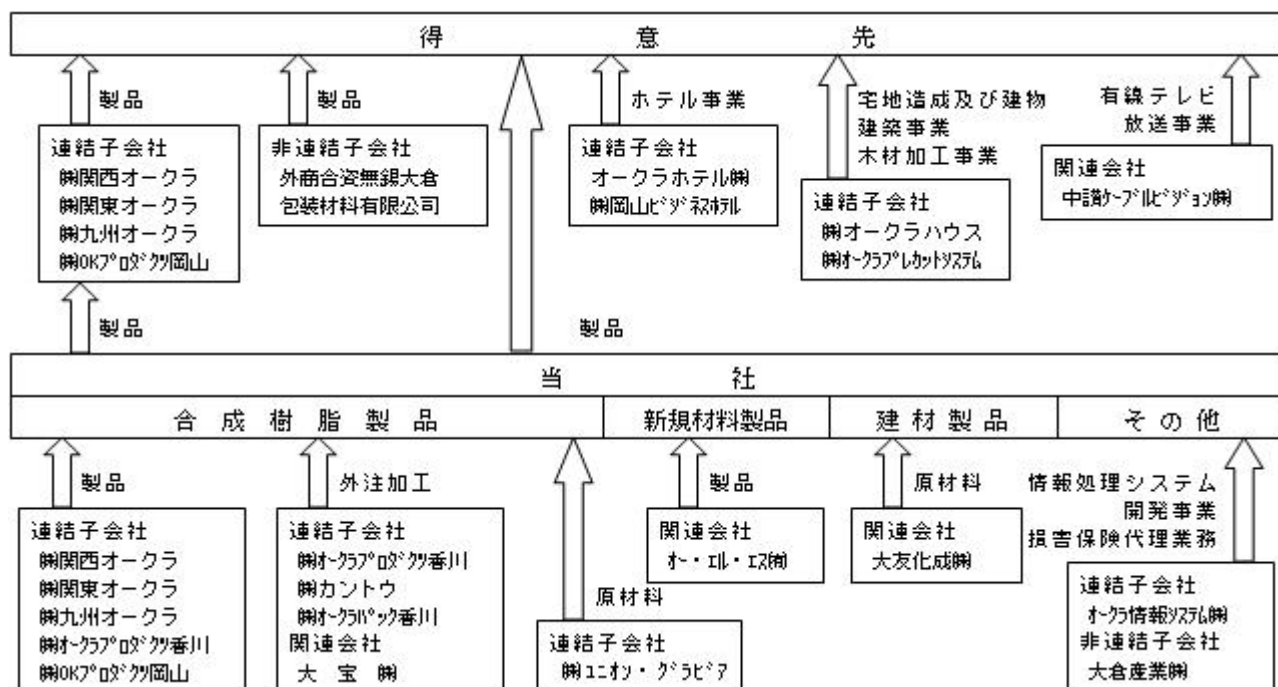 得意先
製品
連結子会社
㈱関西オークラ
㈱関東オークラ
㈱九州オークラ
㈱OKﾌﾟﾛﾀﾞｸﾂ岡山
製品
製品
非連結子会社
外商合資無錫大倉
包装材料有限公司
製品
ホテル事業
連結子会社
オークラホテル㈱
㈱岡山ﾋﾞｼﾞﾈｽﾎﾃﾙ
宅地造成及び建物
建築事業
木材加工事業
連結子会社
㈱オークラハウス
㈱ｵｰｸﾗﾌﾟﾚｶｯﾄｼｽﾃﾑ
有線テレビ
放送事業
関連会社
中讃ｹｰﾌﾞﾙﾋﾞｼﾞｮﾝ㈱
当社
合成樹脂製品 新規材料製品 建材製品 その他
製品
連結子会社
㈱関西オークラ
㈱関東オークラ
㈱九州オークラ
㈱ｵｰｸﾗﾌﾟﾛﾀﾞｸﾂ香川
㈱OKﾌﾟﾛﾀﾞｸﾂ岡山
外注加工
連結子会社
㈱ｵｰｸﾗﾌﾟﾛﾀﾞｸﾂ香川
㈱カントウ
㈱ｵｰｸﾗﾊﾟｯｸ香川
関連会社
大宝㈱
原材料
連結子会社
㈱ﾕﾆｵﾝ・ｸﾞﾗﾋﾞｱ
製品
関連会社
ｵｰ・ｴﾙ・ｴｽ㈲
原材料
関連会社
大友化成㈱
情報処理システム
開発事業
損害保険代理業務
連結子会社
ｵｰｸﾗ情報ｼｽﾃﾑ㈱
非連結子会社
大倉産業㈱